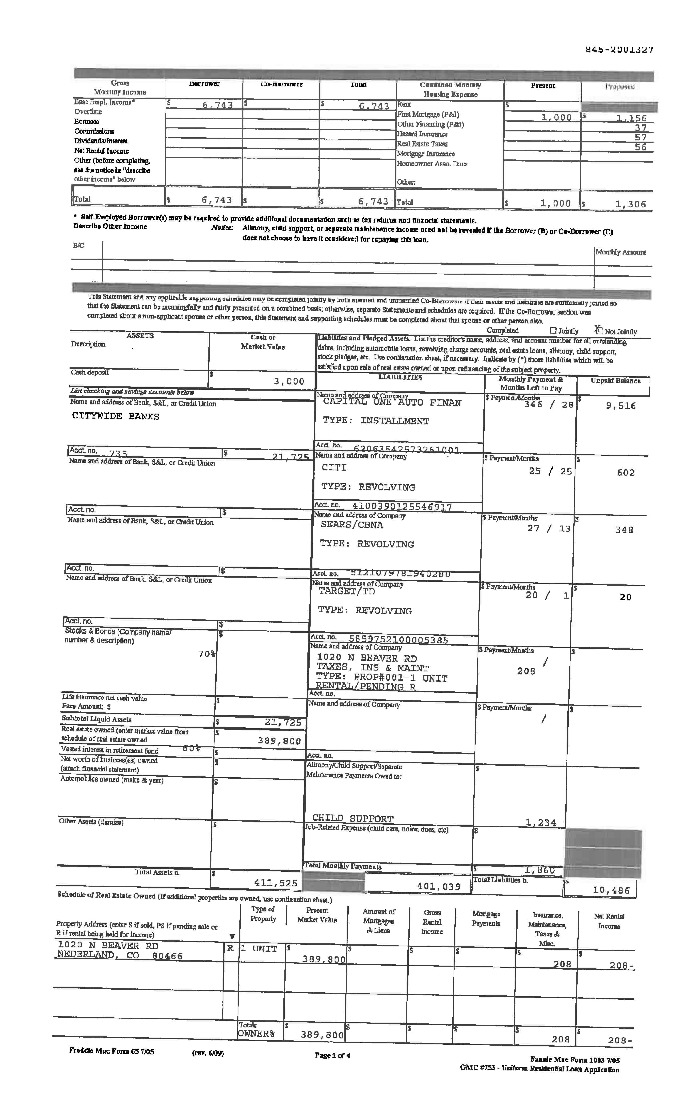 845-2001327
Gross Monthly Income Borrower Co-Borrower Total Combined Monthly Housing Expense Present Proposed
Base Empl. Income* $ 6,743 $ 6,743 Rent $
Overtime First Mortgage (P&I) 1,000 $ 1,156
Bonuses Other Financing (P&I) 37
Commissions Hazard Insurance 57
Dividends/Interest Real Estate Taxes 56
Net Rental Income Mortgage Insurance
Other (before completing, Homeowner Assn. Dues
see the notice in "describe
other income" below Other:
Total $ 6,743 $ 6,743 Total $ 1,000 $ 1,306
* Self Employed Borrower(s) may be required to provide additional documentation such as tax returns and financial statements.
Describe Other Income Notice: Alimony, child support, or separate maintenance income need not be revealed if the Borrower (B) or Co-Borrower (C)
does not choose to have it considered for repaying this loan.
B/C Monthly Amount
This Statement and any applicable supporting schedules may be completed jointly by both married and unmarried Co-Borrowers if their assets and liabilities are sufficiently joined so
that the Statement can be meaningfully and fairly presented on a combined basis; otherwise, separate Statements and schedules are required. If the Co-Borrower section was
completed about a non-applicant spouse or other person, this Statement and supporting schedules must be completed about that spouse or other person also.
Completed Jointly X Not Jointly
ASSETS
Description
Cash or Market Value
Liabilities and Pledged Assets. List the creditor's name, address, and account number for all outstanding
debts, including automobile loans, revolving charge accounts, real estate loans, alimony, child support,
stock pledges, etc. Use continuation sheet, if necessary. Indicate by (*) those liabilities which will be
satisfied upon sale of real estate owned or upon refinancing of the subject property.
Cash deposit $ 3,000
LIABILITIES Monthly Payment & Months Left to Pay Unpaid Balance
List checking and savings accounts below
Name and address of Bank, S&L, or Credit Union
CITYWIDE BANKS
Name and address of Company $ Payment/Months $
CAPITAL ONE AUTO FINAN 346 / 28 9,516
TYPE: INSTALLMENT
Acct. no. 735 $ 21,725 Acct. no. 62063542573761001
Name and address of Bank, S&L, or Credit Union Name and address of Company $ Payment/Months $
CITI 25 / 25 602
TYPE: REVOLVING
Acct. no. $ Acct. no. 4100390125546917
Name and address of Bank, S&L, or Credit Union Name and address of Company $ Payment/Months $
SEARS/CBNA 27 / 13 348
TYPE: REVOLVING
Acct. no. $ Acct. no. 5121079781940280
Name and address of Bank, S&L, or Credit Union Name and address of Company $ Payment/Months $
TARGET/TD 20 / 1 20
TYPE: REVOLVING
Acct. no. $ Acct. no. 5859752100005385
Stocks & Bonds (Company name/ number & description) $ Name and address of Company $ Payment/Months $
70%
1020 N BEAVER RD /
TAXES, INS & MAINT 208
TYPE: PROP#001 1 UNIT
RENTAL/PENDING R
Acct. no.
Life insurance net cash value $
Face Amount: $
Name and address of Company $ Payment/Months $
/
Subtotal Liquid Assets $ 21,725
Real estate owned (enter market value from
schedule of real estate owned $ 389,800
Vested interest in retirement fund 60% $
Net worth of business(es) owned $
(attach financial statement)
Acct. no.
Alimony/Child Support/Separate $
Maintenance Payments Owed to:
Automobiles owned (make & year) $
CHILD SUPPORT 1,234
Other Assets (itemize) $ Job-Related Expense (child care, union, dues, etc) $
Total Monthly Payments $ 1,860
Total Assets a. $ 411,525 401,039 Total Liabilities b. $ 10,486
Schedule of Real Estate Owned (If additional properties are owned, use continuation sheet.)
Property Address (enter S if sold, PS if pending sale or R if rental being held for income) Type of Property Present Market Value Amount of Mortgages & Liens Gross Rental Income Mortgage Payments Insurance, Maintenance, Taxes & Misc. Net Rental Income
1020 N BEAVER RD R 1 UNIT $ $ $ $ $ $
NEDERLAND, CO 80466 389,800 208 208-
Totals $ $ $ $ $ $
OWNER% 389,800 208 208-
Freddie Mac Form 65 7/05 (rev. 6/09) Page 1 of 4 Fannie Mae Form 1003 7/05
GMC #753 - Uniform Residential Loan Application